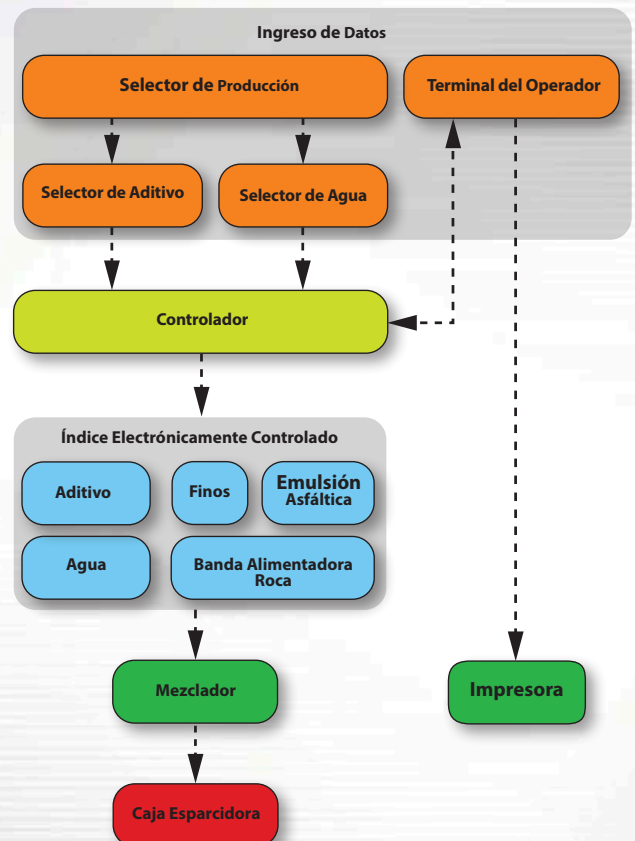 Ingreso de Datos
Selector de Producción
Terminal del Operador
Selector de Aditivo
Selector de Agua
Controlador
Índice Electrónicamente Controlado
Aditivo
Finos
Emulsión
Asfáltica
Agua
Banda Alimentadora
Roca
Mezclador
Impresora
Caja Esparcidora